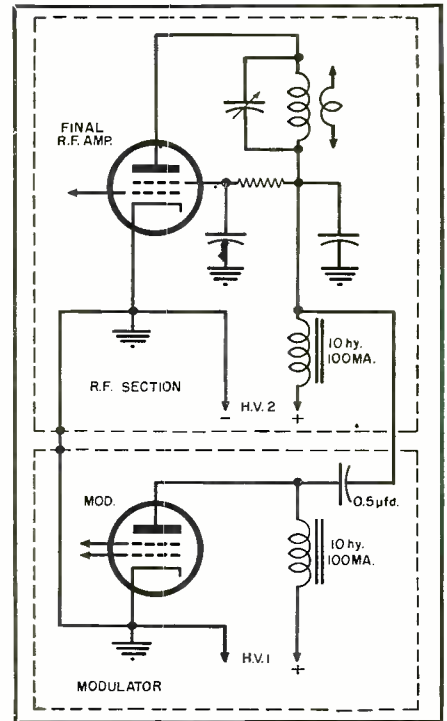 FINAL
R.F. AMP.
10 hy.
100MA.
R.F. SECTION
- H.V. 2 +
MOD.
0.5 µfd.
10 hy.
100MA.
H.V. 1
+
MODULATOR